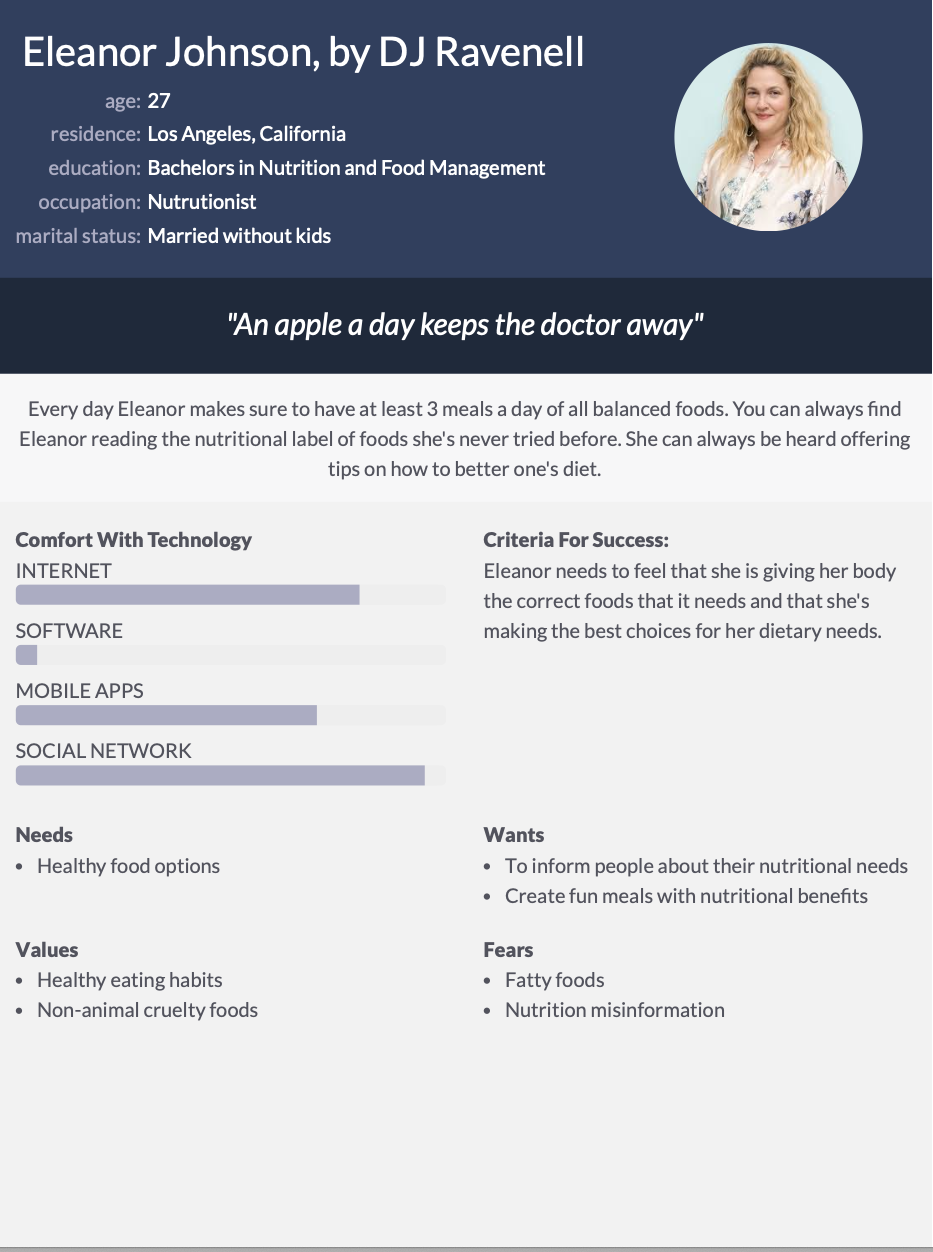 Eleanor Johnson, by DJ Ravenell
age: 27
residence: Los Angeles, California
education: Bachelors in Nutrition and Food Management
occupation: Nutrutionist
marital status: Married without kids
"An apple a day keeps the doctor away"
Every day Eleanor makes sure to have at least 3 meals a day of all balanced foods. You can always find
Eleanor reading the nutritional label of foods she's never tried before. She can always be heard offering
tips on how to better one's diet.
Comfort With Technology
INTERNET
SOFTWARE
MOBILE APPS
SOCIAL NETWORK
Criteria For Success:
Eleanor needs to feel that she is giving her body
the correct foods that it needs and that she's
making the best choices for her dietary needs.
Needs
• Healthy food options
Wants
• To inform people about their nutritional needs
• Create fun meals with nutritional benefits
Values
• Healthy eating habits
• Non-animal cruelty foods
Fears
• Fatty foods
• Nutrition misinformation